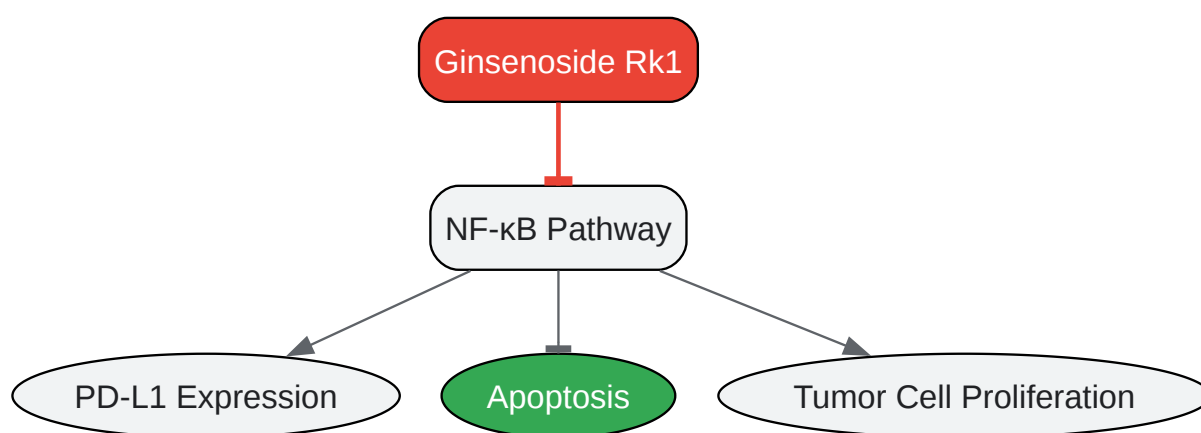 Ginsenoside Rk1
NF-κB Pathway
PD-L1 Expression
Apoptosis
Tumor Cell Proliferation